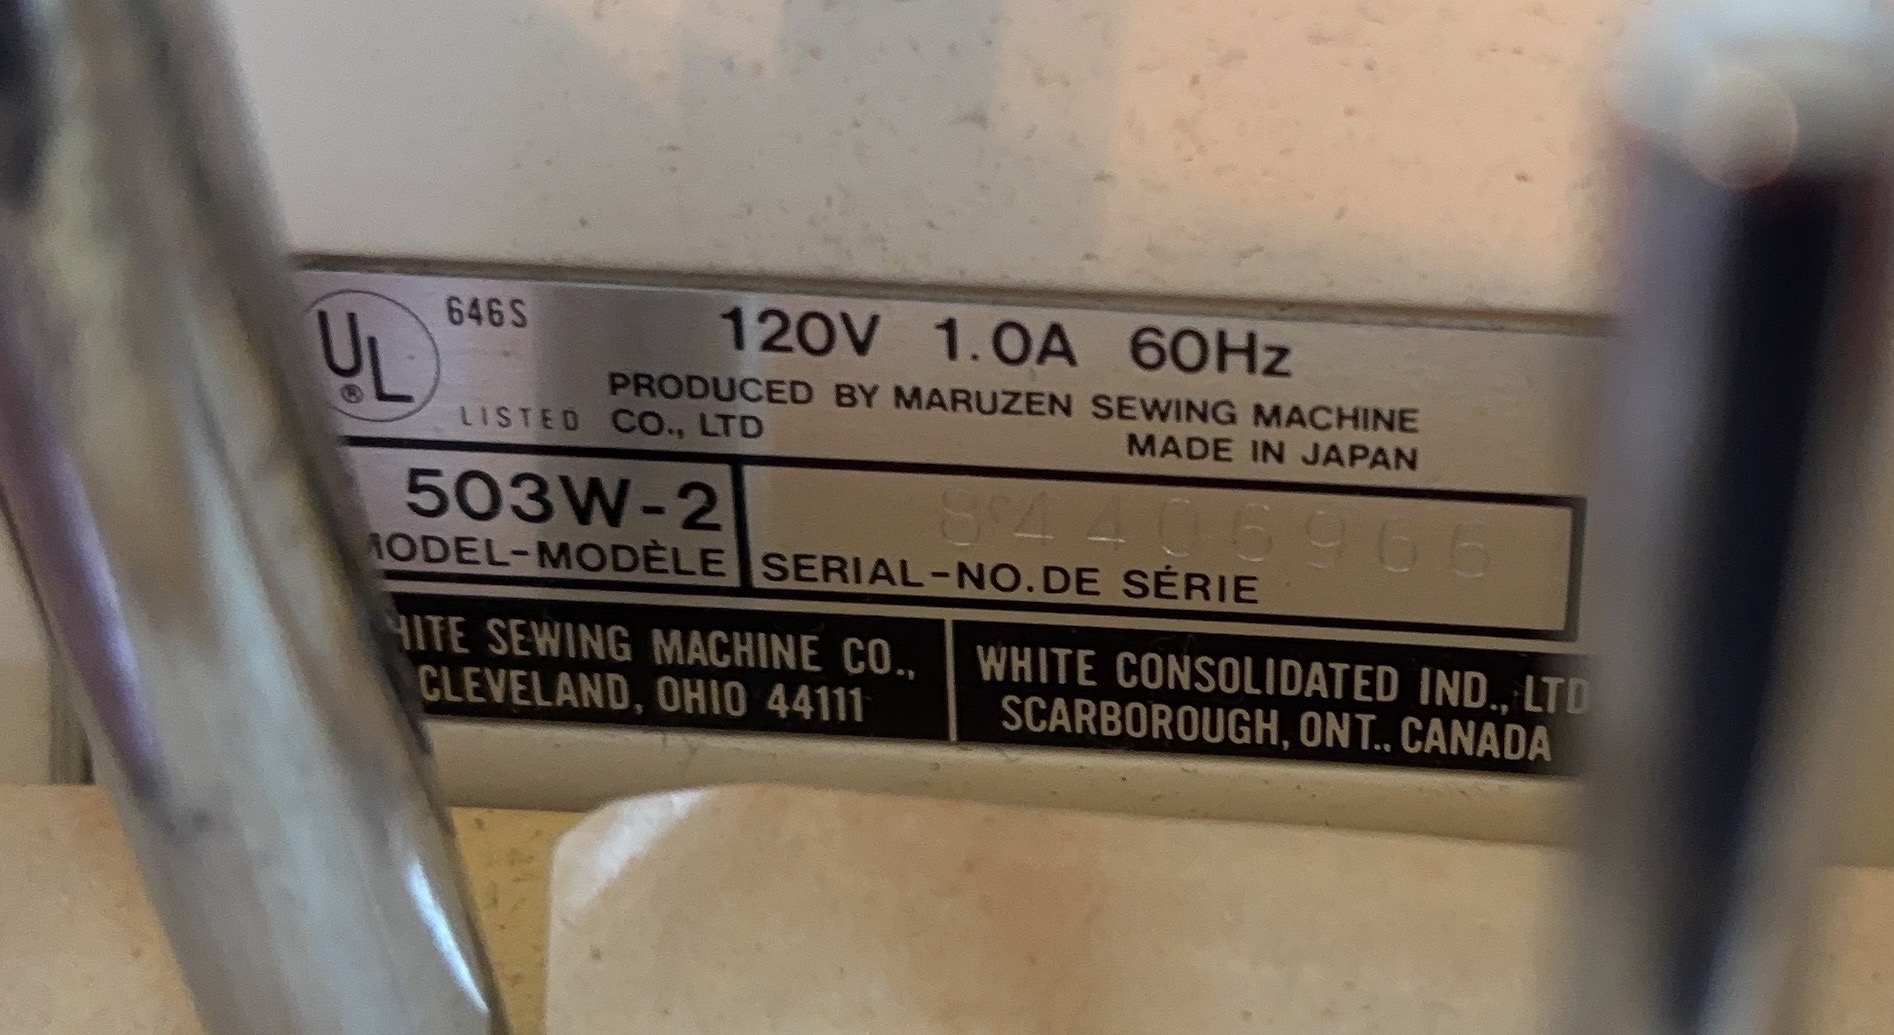 UL
®
646S
LISTED
120V 1.0A 60Hz
PRODUCED BY MARUZEN SEWING MACHINE
CO., LTD
MADE IN JAPAN
503W-2
MODEL-MODÈLE
SERIAL-NO.DE SÉRIE
HITE SEWING MACHINE CO.,
CLEVELAND, OHIO 44111
WHITE CONSOLIDATED IND., LTD
SCARBOROUGH, ONT., CANADA